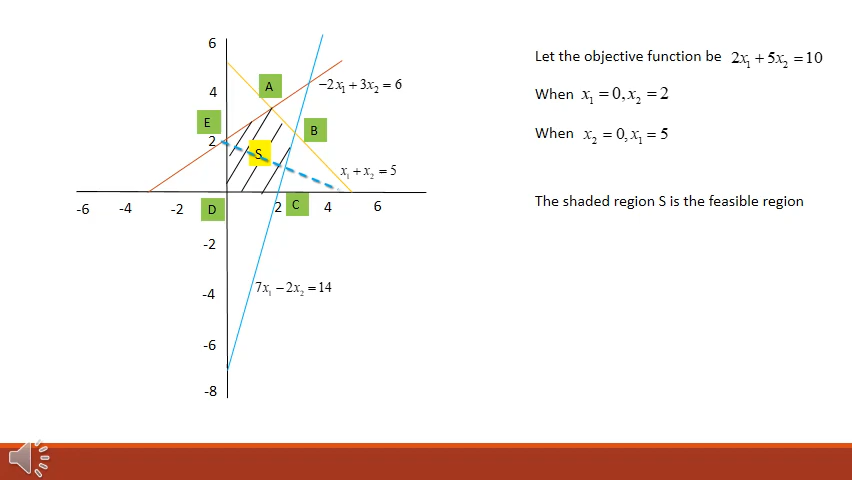 6
Let the objective function be 2x₁ + 5x₂ = 10
A
−2x₁ + 3x₂ = 6
4
When x₁ = 0, x₂ = 2
E
B
When x₂ = 0, x₁ = 5
2
S
x₁ + x₂ = 5
-6 -4 -2 D 2 C 4 6
The shaded region S is the feasible region
-2
-4
7x₁ − 2x₂ = 14
-6
-8